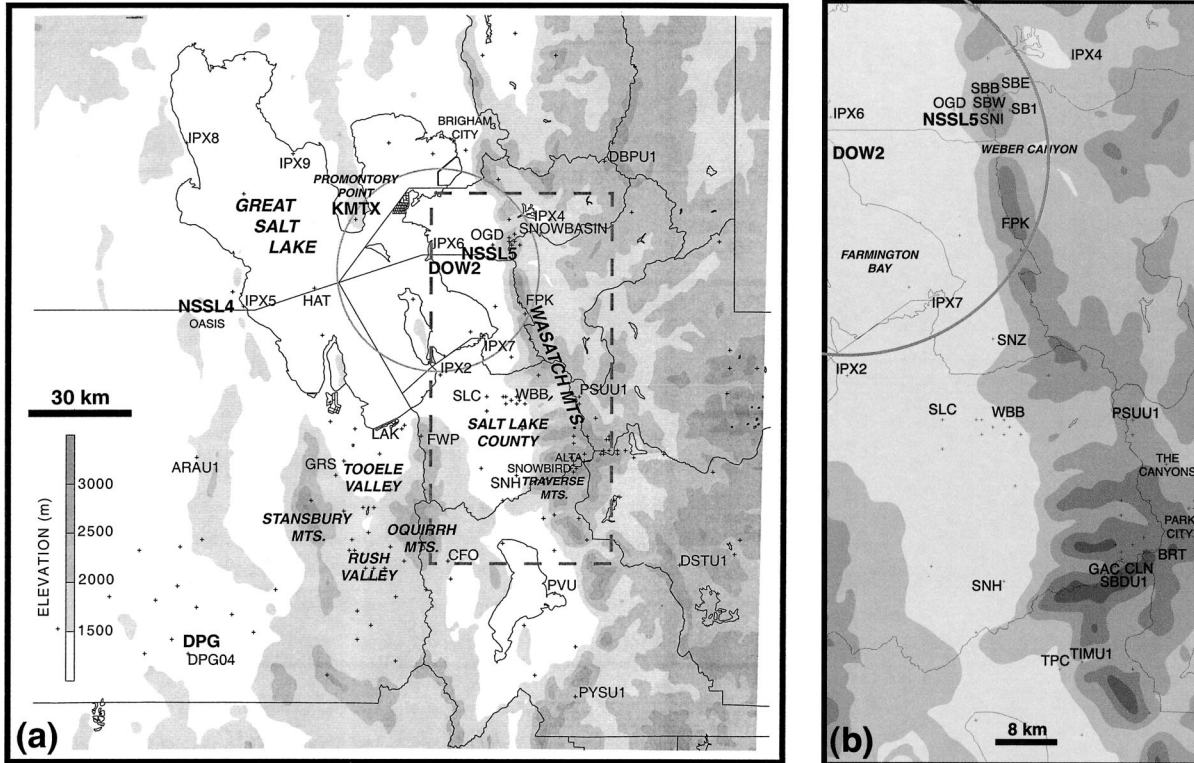 BRIGHAM
CITY
IPX8
IPX9
DBPU1
PROMONTORY
POINT
KMTX
GREAT
SALT
LAKE
IPX4
SNOWBASIN
OGD
IPX6
NSSL5
DOW2
NSSL4
IPX5
HAT
OASIS
FPK
WASATCH MTS.
IPX7
IPX2
30 km
SLC
WBB
PSUU1
SALT LAKE
COUNTY
LAK
FWP
ARAU1
GRS
TOOELE
VALLEY
ALTA
SNOWBIRD
SNH
TRAVERSE
MTS.
ELEVATION (m)
3000
2500
2000
1500
STANSBURY
MTS.
OQUIRRH
MTS.
RUSH
VALLEY
CFO
DSTU1
PVU
DPG
DPG04
PYSU1
(a)
IPX4
SBB
SBE
IPX6
OGD
SBW
SB1
NSSL5
SNI
DOW2
WEBER CANYON
FPK
FARMINGTON
BAY
IPX7
SNZ
IPX2
SLC
WBB
PSUU1
THE
CANYONS
PARK
CITY
BRT
GAC
CLN
SNH
SBDU1
TPC
TIMU1
8 km
(b)